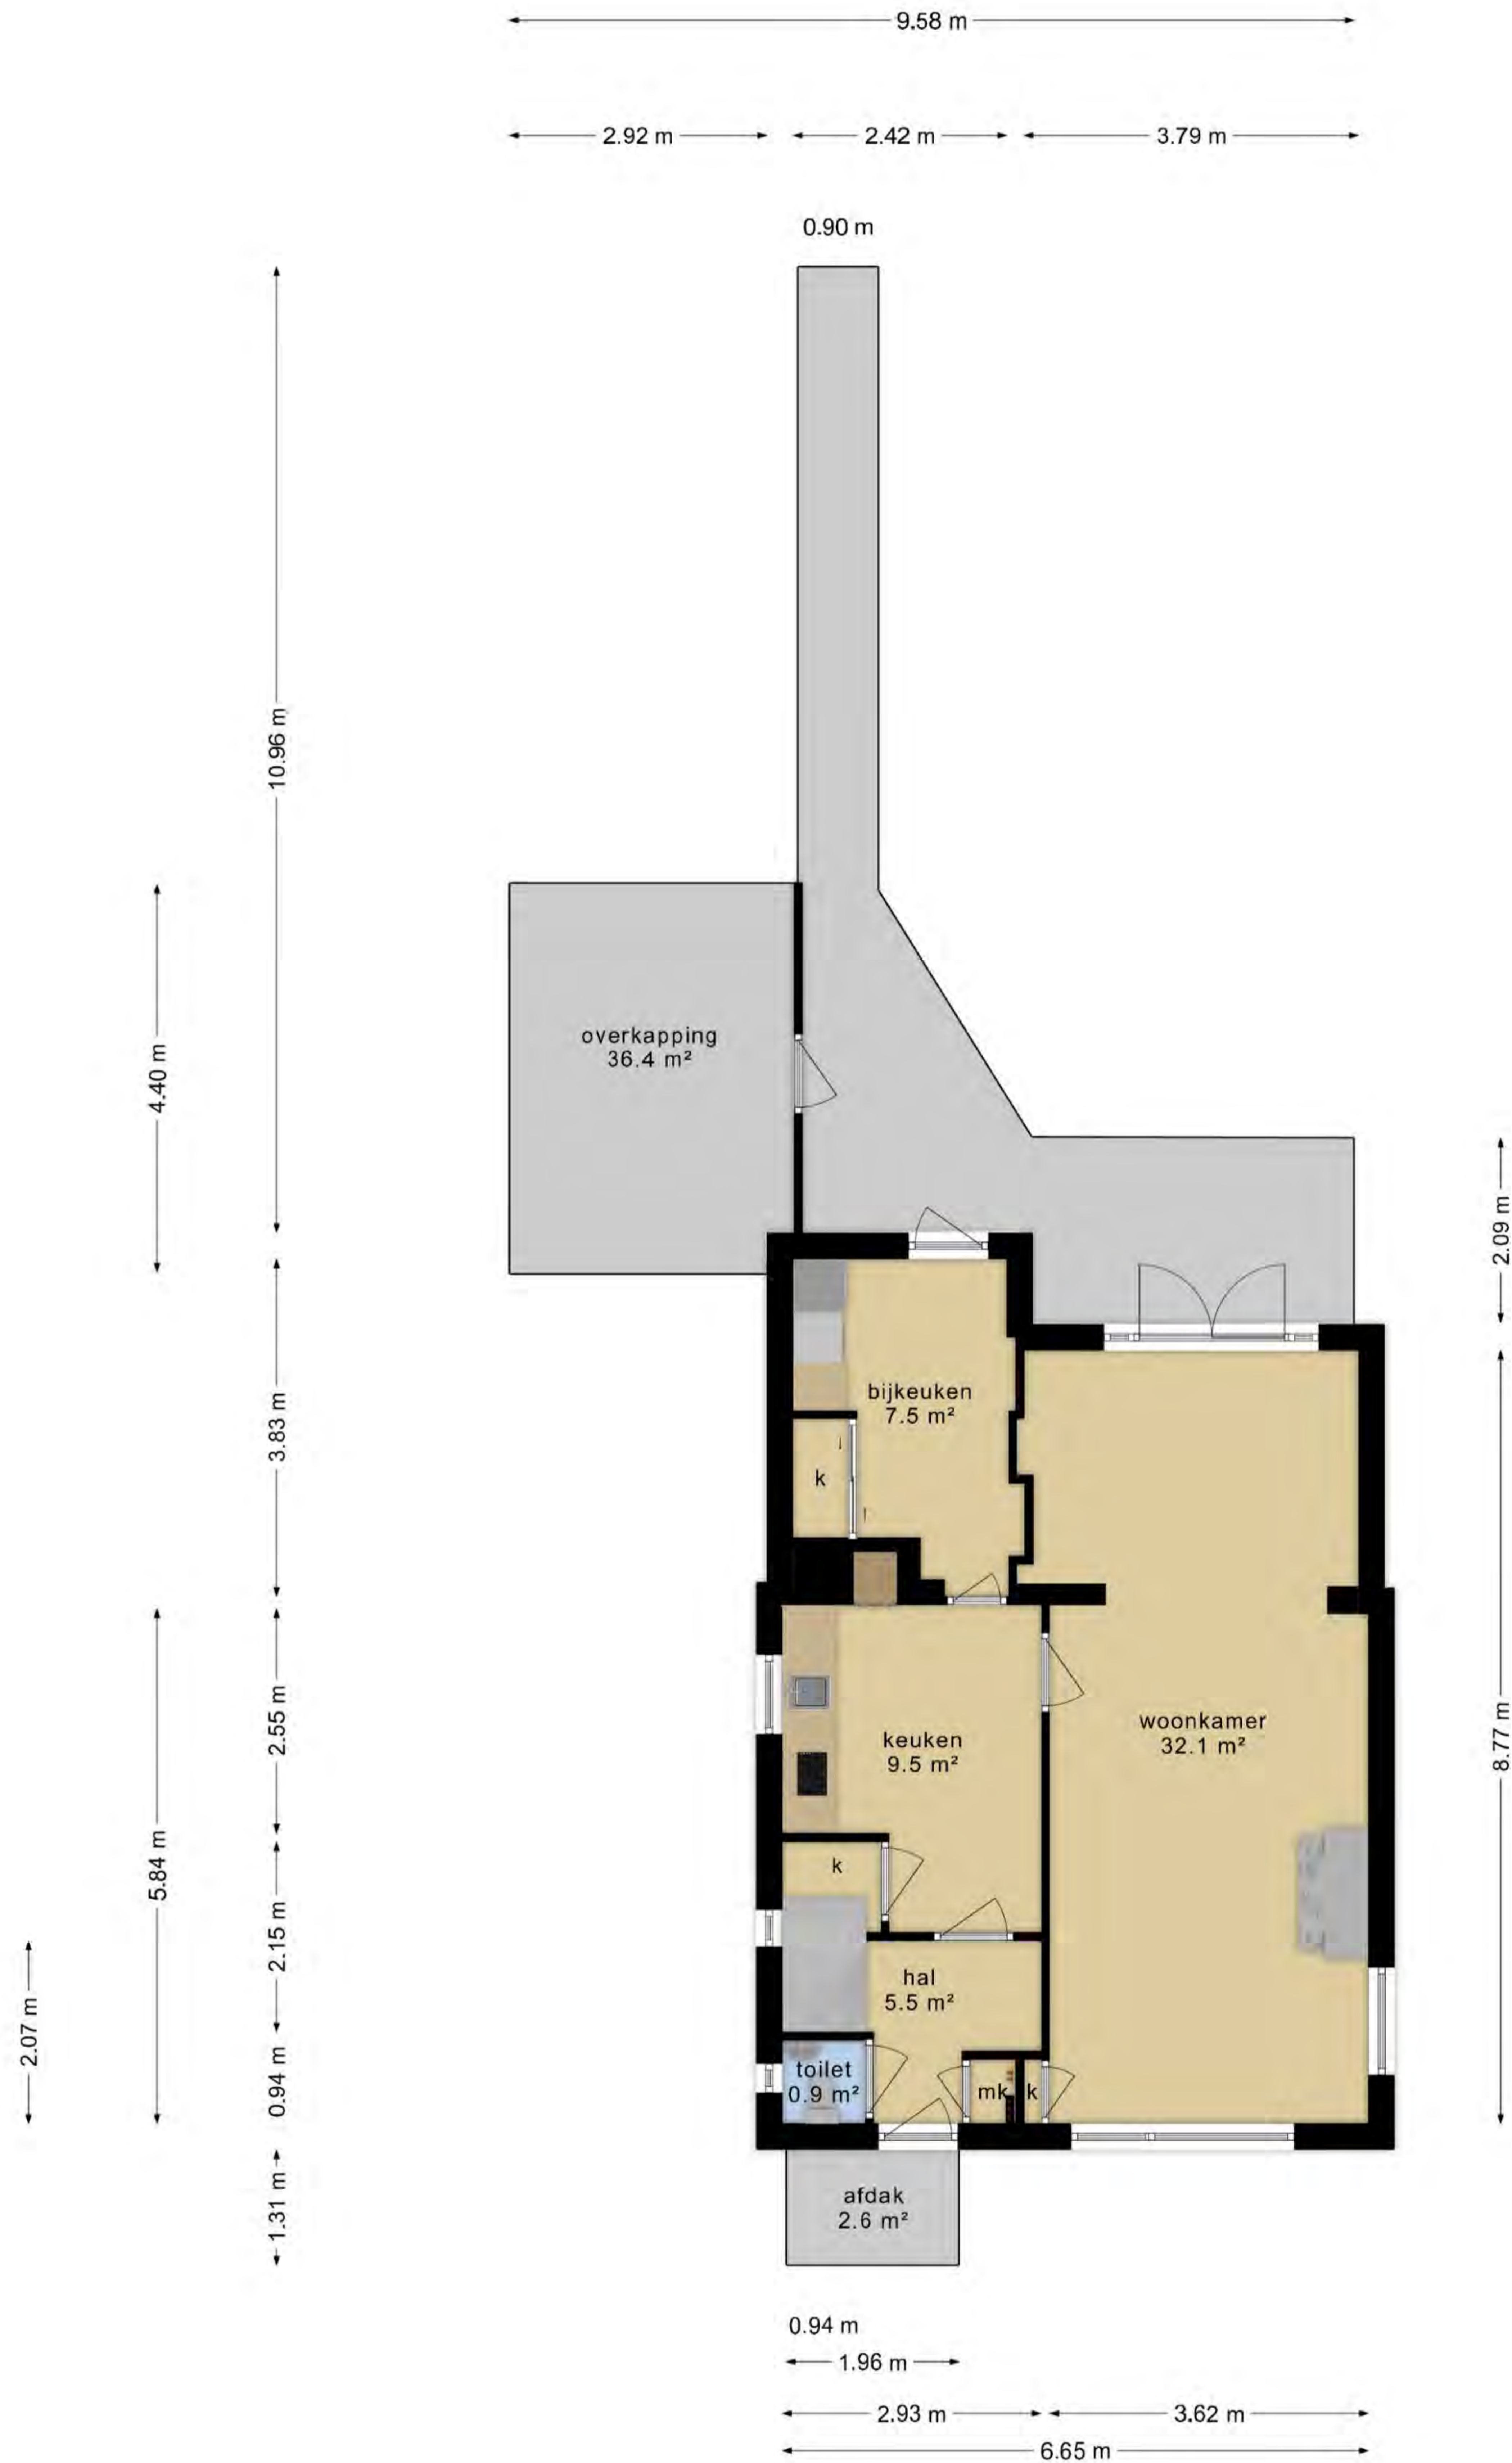 9.58 m
2.92 m
2.42 m
3.79 m
0.90 m
10.96 m
4.40 m
overkapping
36.4 m²
2.09 m
3.83 m
bijkeuken
7.5 m²
k
8.77 m
5.84 m
2.55 m
keuken
9.5 m²
woonkamer
32.1 m²
k
2.15 m
hal
5.5 m²
2.07 m
0.94 m
toilet
0.9 m²
mk
k
1.31 m
afdak
2.6 m²
0.94 m
1.96 m
2.93 m
3.62 m
6.65 m